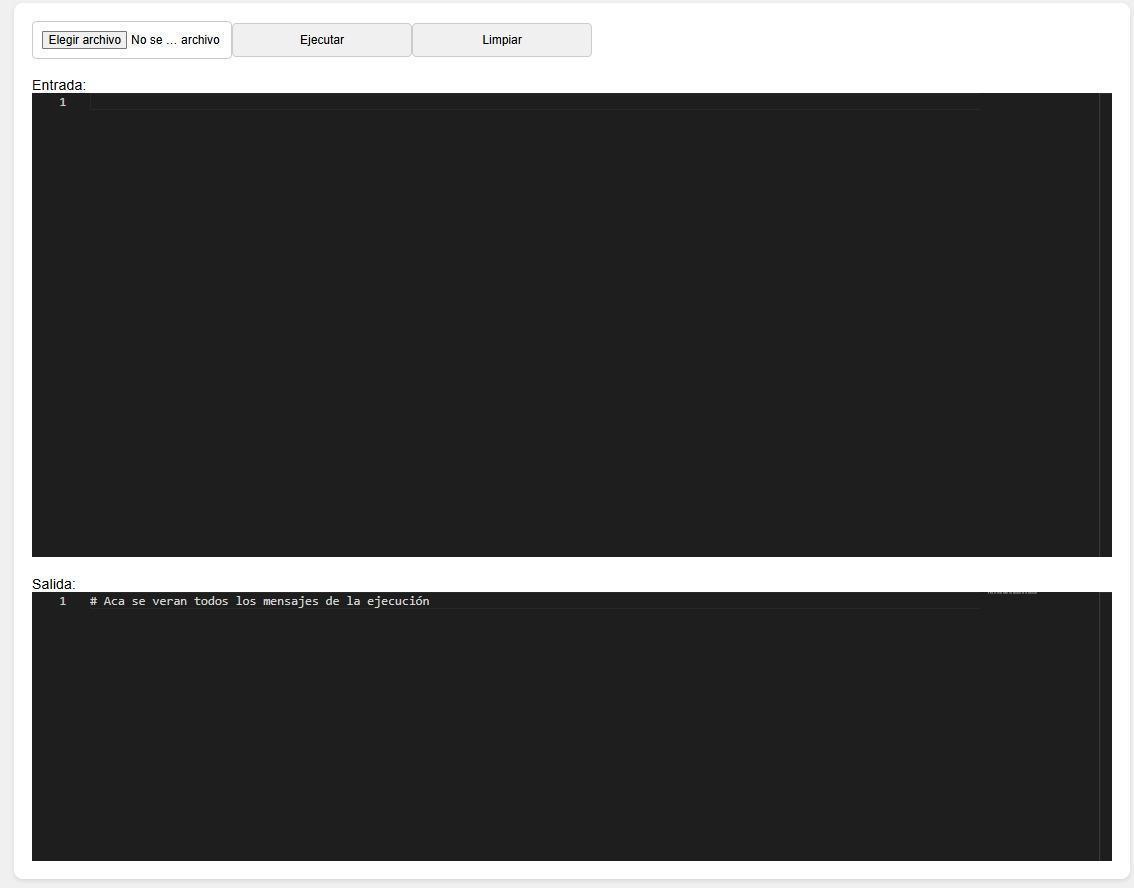 Elegir archivo No se ... archivo Ejecutar Limpiar
Entrada:
1
Salida:
1 # Aca se veran todos los mensajes de la ejecución